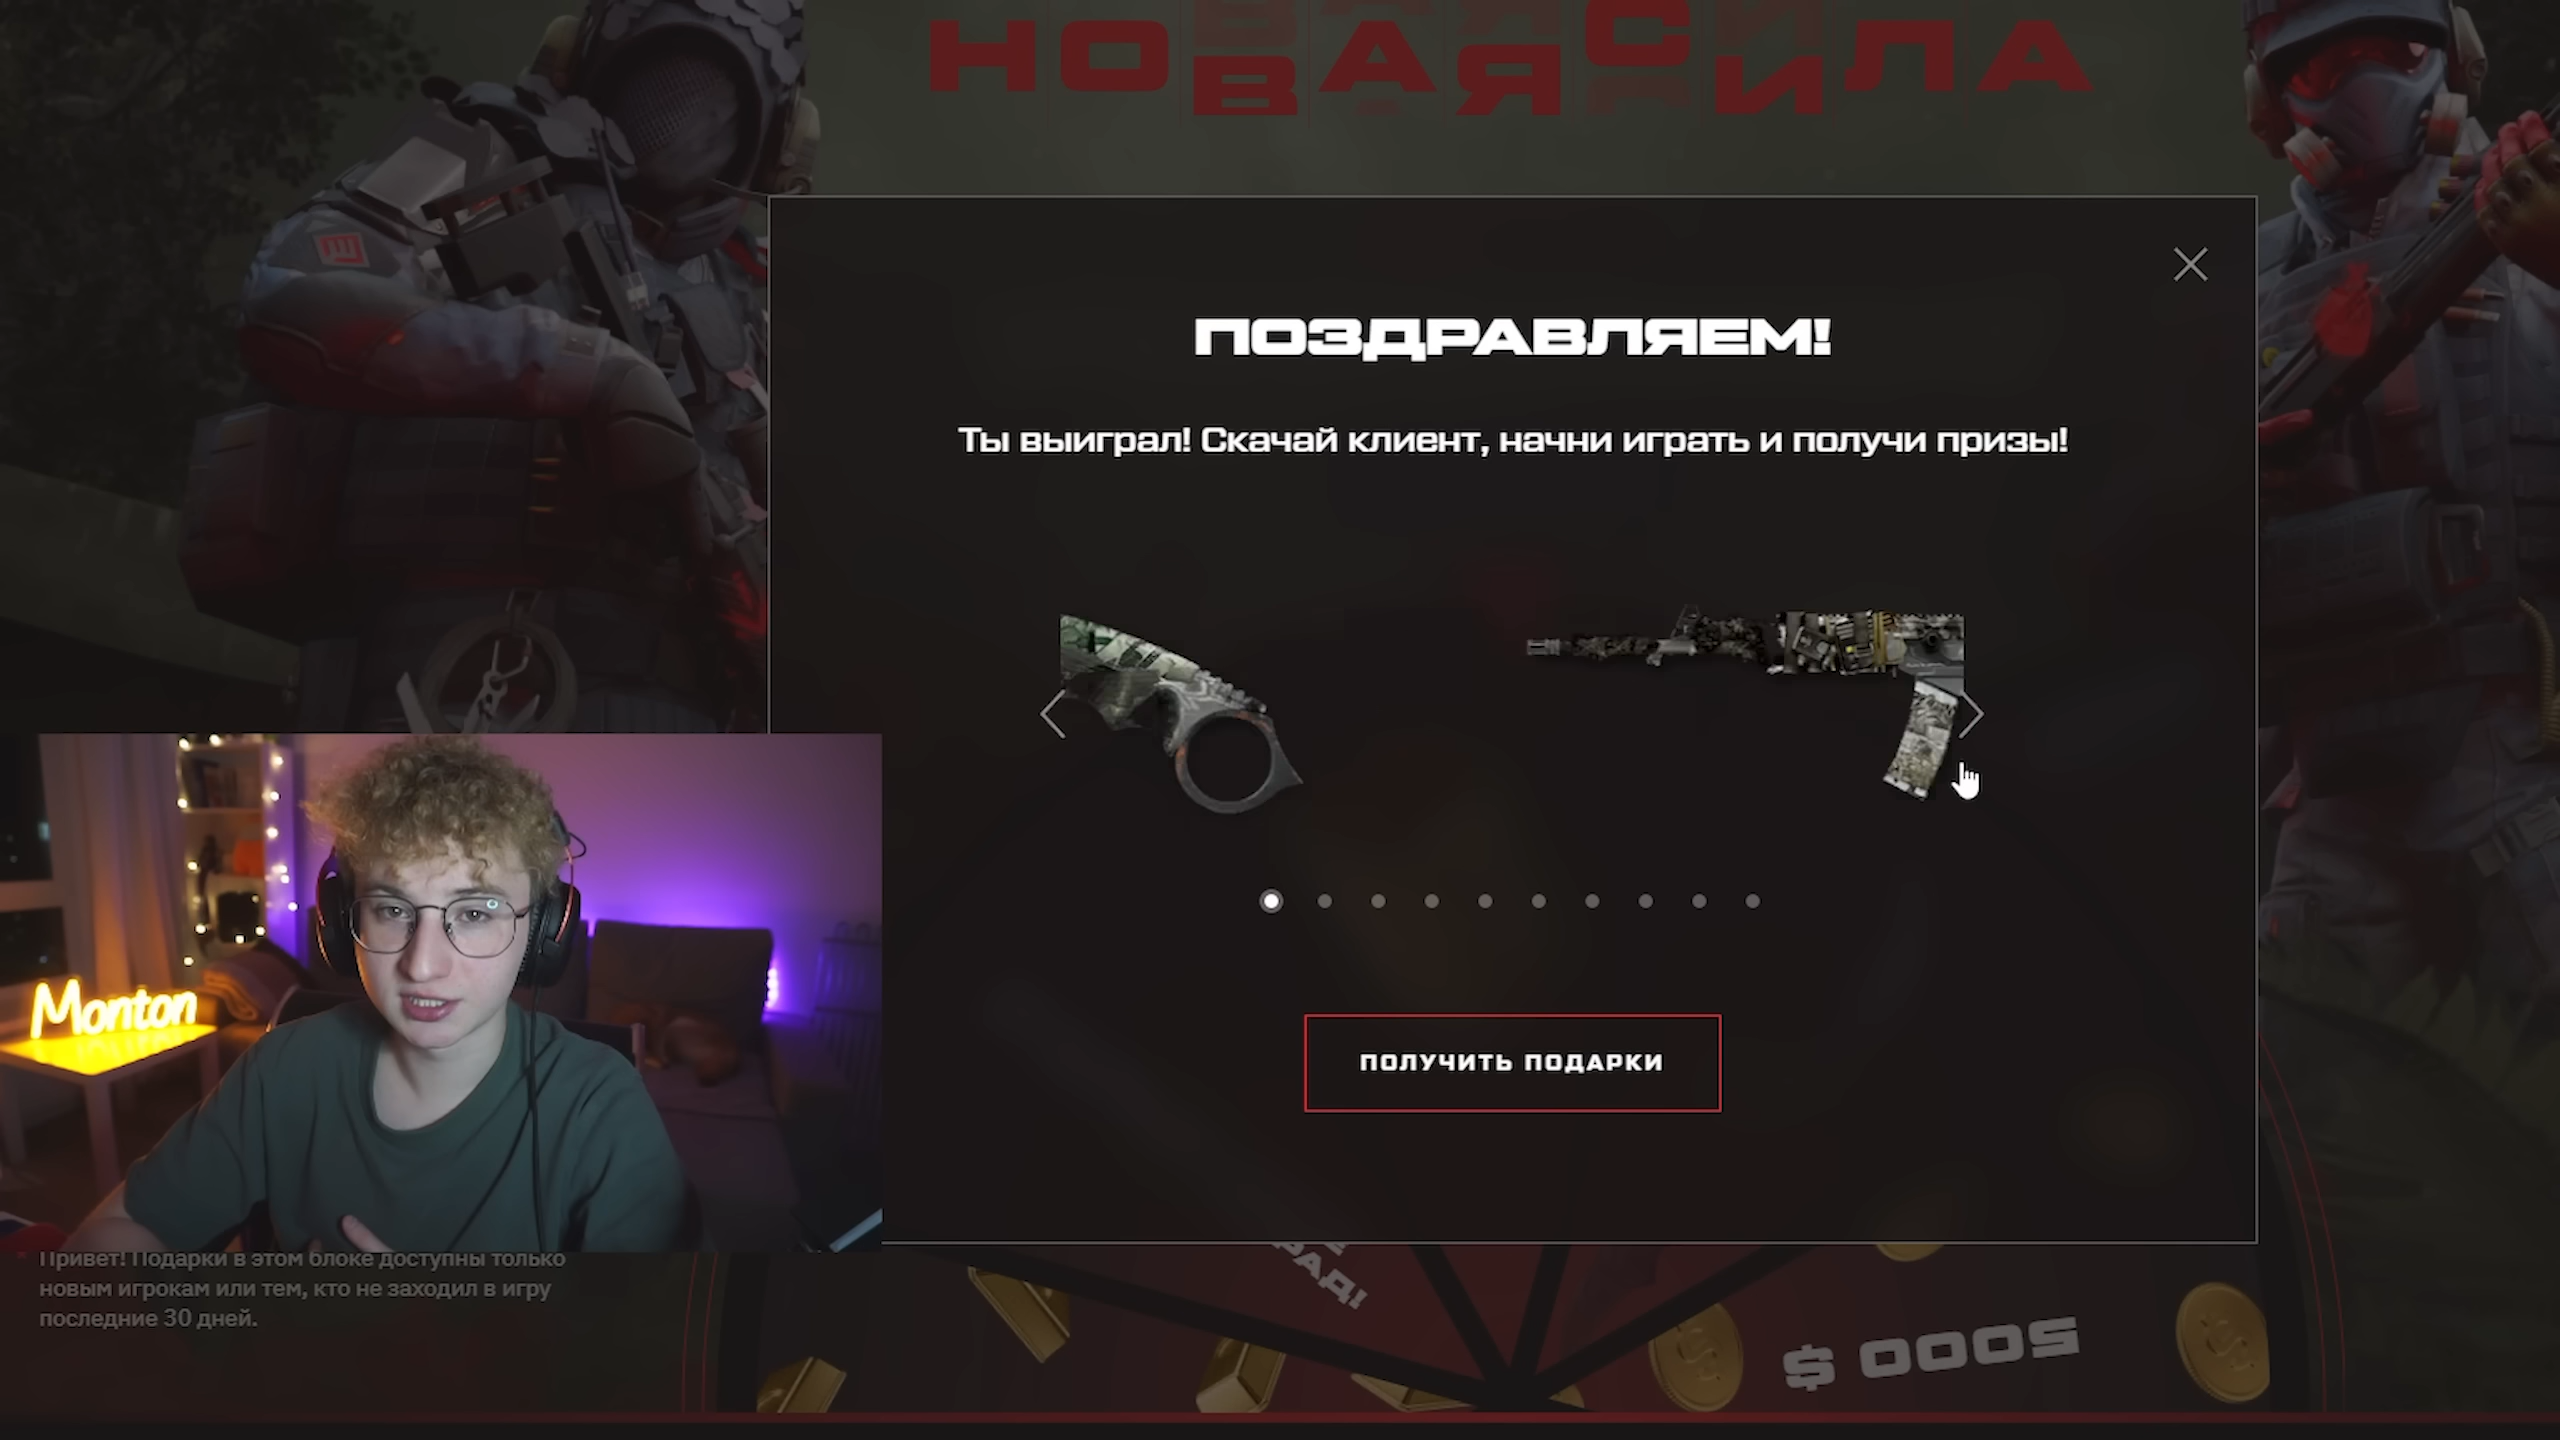 НОВАЯ СИЛА
ПОЗДРАВЛЯЕМ!
Ты выиграл! Скачай клиент, начни играть и получи призы!
ПОЛУЧИТЬ ПОДАРКИ
Monton
Привет! Подарки в этом блоке доступны только
новым игрокам или тем, кто не заходил в игру
последние 30 дней.
5000 $